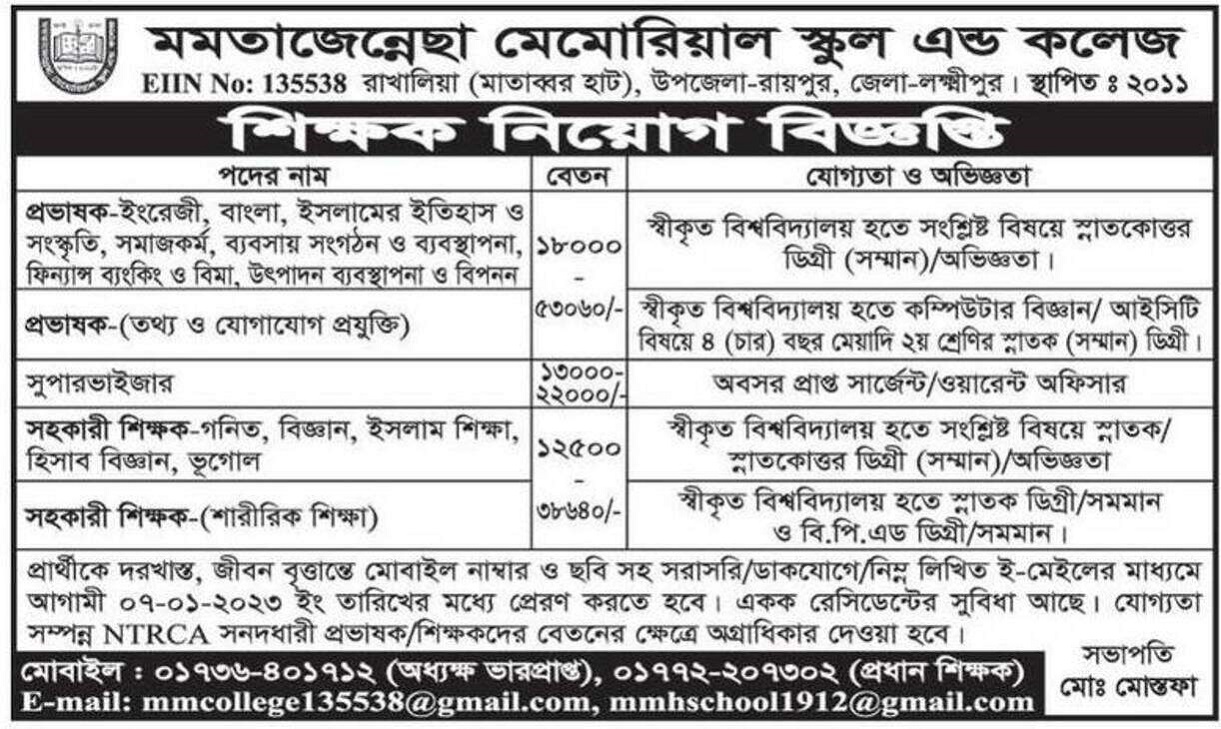 মমতাজেন্নেছা মেমোরিয়াল স্কুল এন্ড কলেজ
EIIN No: 135538 রাখালিয়া (মাতাব্বর হাট), উপজেলা-রায়পুর, জেলা-লক্ষ্মীপুর। স্থাপিত ঃ ২০১১
শিক্ষক নিয়োগ বিজ্ঞপ্তি
পদের নাম বেতন যোগ্যতা ও অভিজ্ঞতা
প্রভাষক-ইংরেজী, বাংলা, ইসলামের ইতিহাস ও
সংস্কৃতি, সমাজকর্ম, ব্যবসায় সংগঠন ও ব্যবস্থাপনা,
ফিন্যান্স ব্যংকিং ও বিমা, উৎপাদন ব্যবস্থাপনা ও বিপনন
১৮০০০
-
৫৩০৬০/-
স্বীকৃত বিশ্ববিদ্যালয় হতে সংশ্লিষ্ট বিষয়ে স্নাতকোত্তর
ডিগ্রী (সম্মান)/অভিজ্ঞতা।
প্রভাষক-(তথ্য ও যোগাযোগ প্রযুক্তি)
স্বীকৃত বিশ্ববিদ্যালয় হতে কম্পিউটার বিজ্ঞান/ আইসিটি
বিষয়ে ৪ (চার) বছর মেয়াদি ২য় শ্রেণির স্নাতক (সম্মান) ডিগ্রী।
সুপারভাইজার
১৩০০০-
২২০০০/-
অবসর প্রাপ্ত সার্জেন্ট/ওয়ারেন্ট অফিসার
সহকারী শিক্ষক-গনিত, বিজ্ঞান, ইসলাম শিক্ষা,
হিসাব বিজ্ঞান, ভূগোল
১২৫০০
-
৩৮৬৪০/-
স্বীকৃত বিশ্ববিদ্যালয় হতে সংশ্লিষ্ট বিষয়ে স্নাতক/
স্নাতকোত্তর ডিগ্রী (সম্মান)/অভিজ্ঞতা
সহকারী শিক্ষক-(শারীরিক শিক্ষা)
স্বীকৃত বিশ্ববিদ্যালয় হতে স্নাতক ডিগ্রী/সমমান
ও বি.পি.এড ডিগ্রী/সমমান।
প্রার্থীকে দরখাস্ত, জীবন বৃত্তান্তে মোবাইল নাম্বার ও ছবি সহ সরাসরি/ডাকযোগে/নিম্ন লিখিত ই-মেইলের মাধ্যমে
আগামী ০৭-০১-২০২৩ ইং তারিখের মধ্যে প্রেরণ করতে হবে। একক রেসিডেন্টের সুবিধা আছে। যোগ্যতা
সম্পন্ন NTRCA সনদধারী প্রভাষক/শিক্ষকদের বেতনের ক্ষেত্রে অগ্রাধিকার দেওয়া হবে।
মোবাইল : ০১৭৩৬-৪০১৭১২ (অধ্যক্ষ ভারপ্রাপ্ত), ০১৭৭২-২০৭৩০২ (প্রধান শিক্ষক)
E-mail: mmcollege135538@gmail.com, mmhschool1912@gmail.com
সভাপতি
মোঃ মোস্তফা